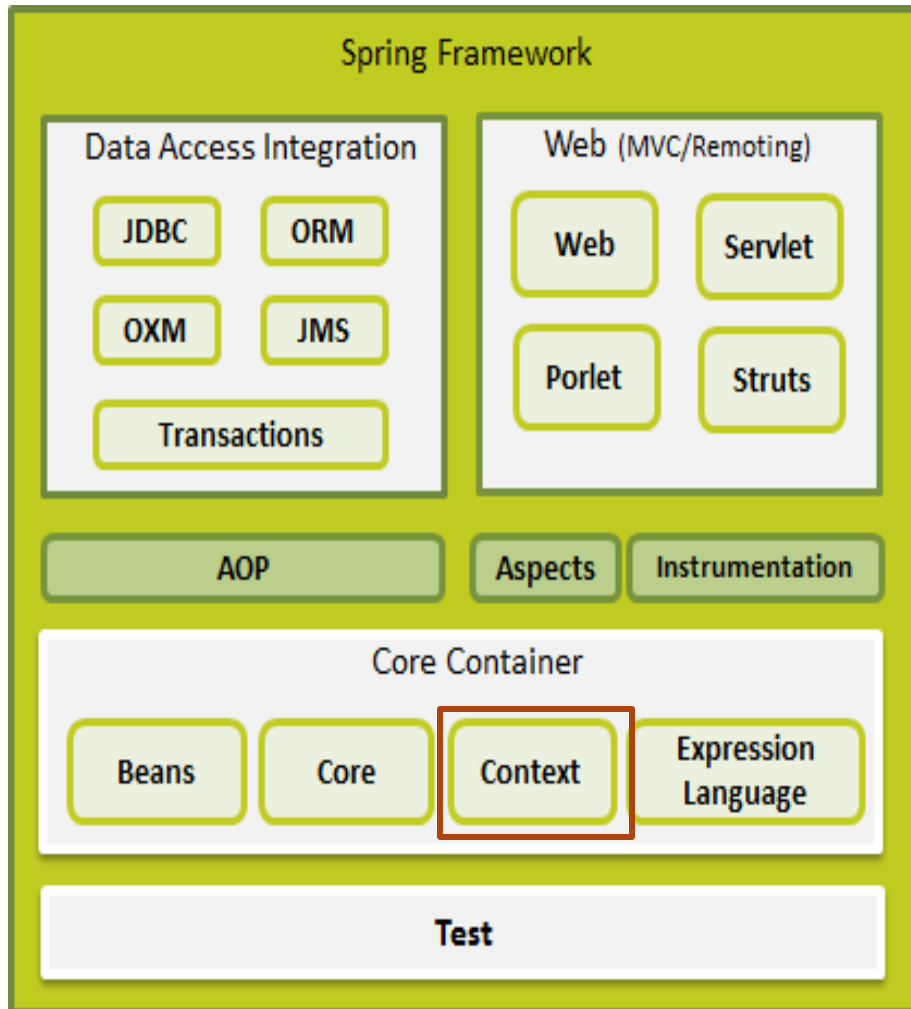 Spring Framework
Data Access Integration
JDBC
ORM
OXM
JMS
Transactions
Web (MVC/Remoting)
Web
Servlet
Porlet
Struts
AOP
Aspects
Instrumentation
Core Container
Beans
Core
Context
Expression
Language
Test